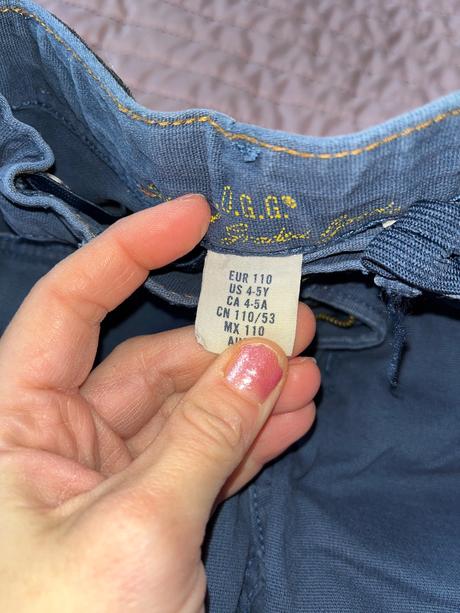 .O.G.G.®
EUR 110
US 4-5Y
CA 4-5A
CN 110/53
MX 110